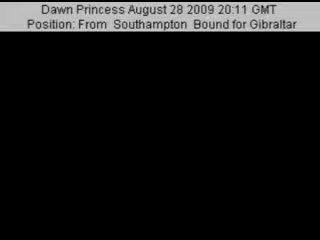 Dawn Princess August 28 2009 20:11 GMT
Position: From Southampton Bound for Gibraltar